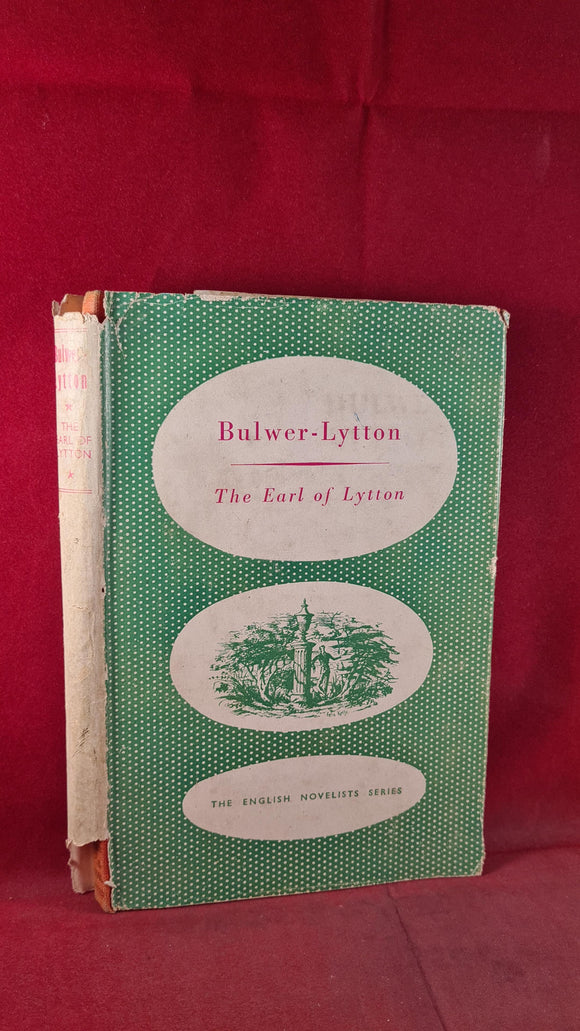 Bulwer-
Lytton
THE
EARL OF
LYTTON
Bulwer-Lytton
The Earl of Lytton
THE ENGLISH NOVELISTS SERIES